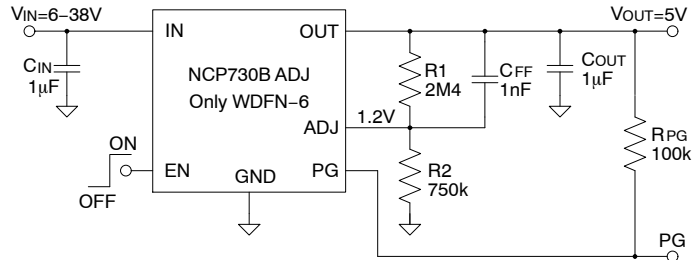 VIN=6-38V
VOUT=5V
IN
OUT
CIN
1μF
NCP730B ADJ
Only WDFN-6
R1
2M4
CFF
1nF
COUT
1μF
1.2V
ADJ
ON
OFF
EN
GND
PG
R2
750k
RPG
100k
PG